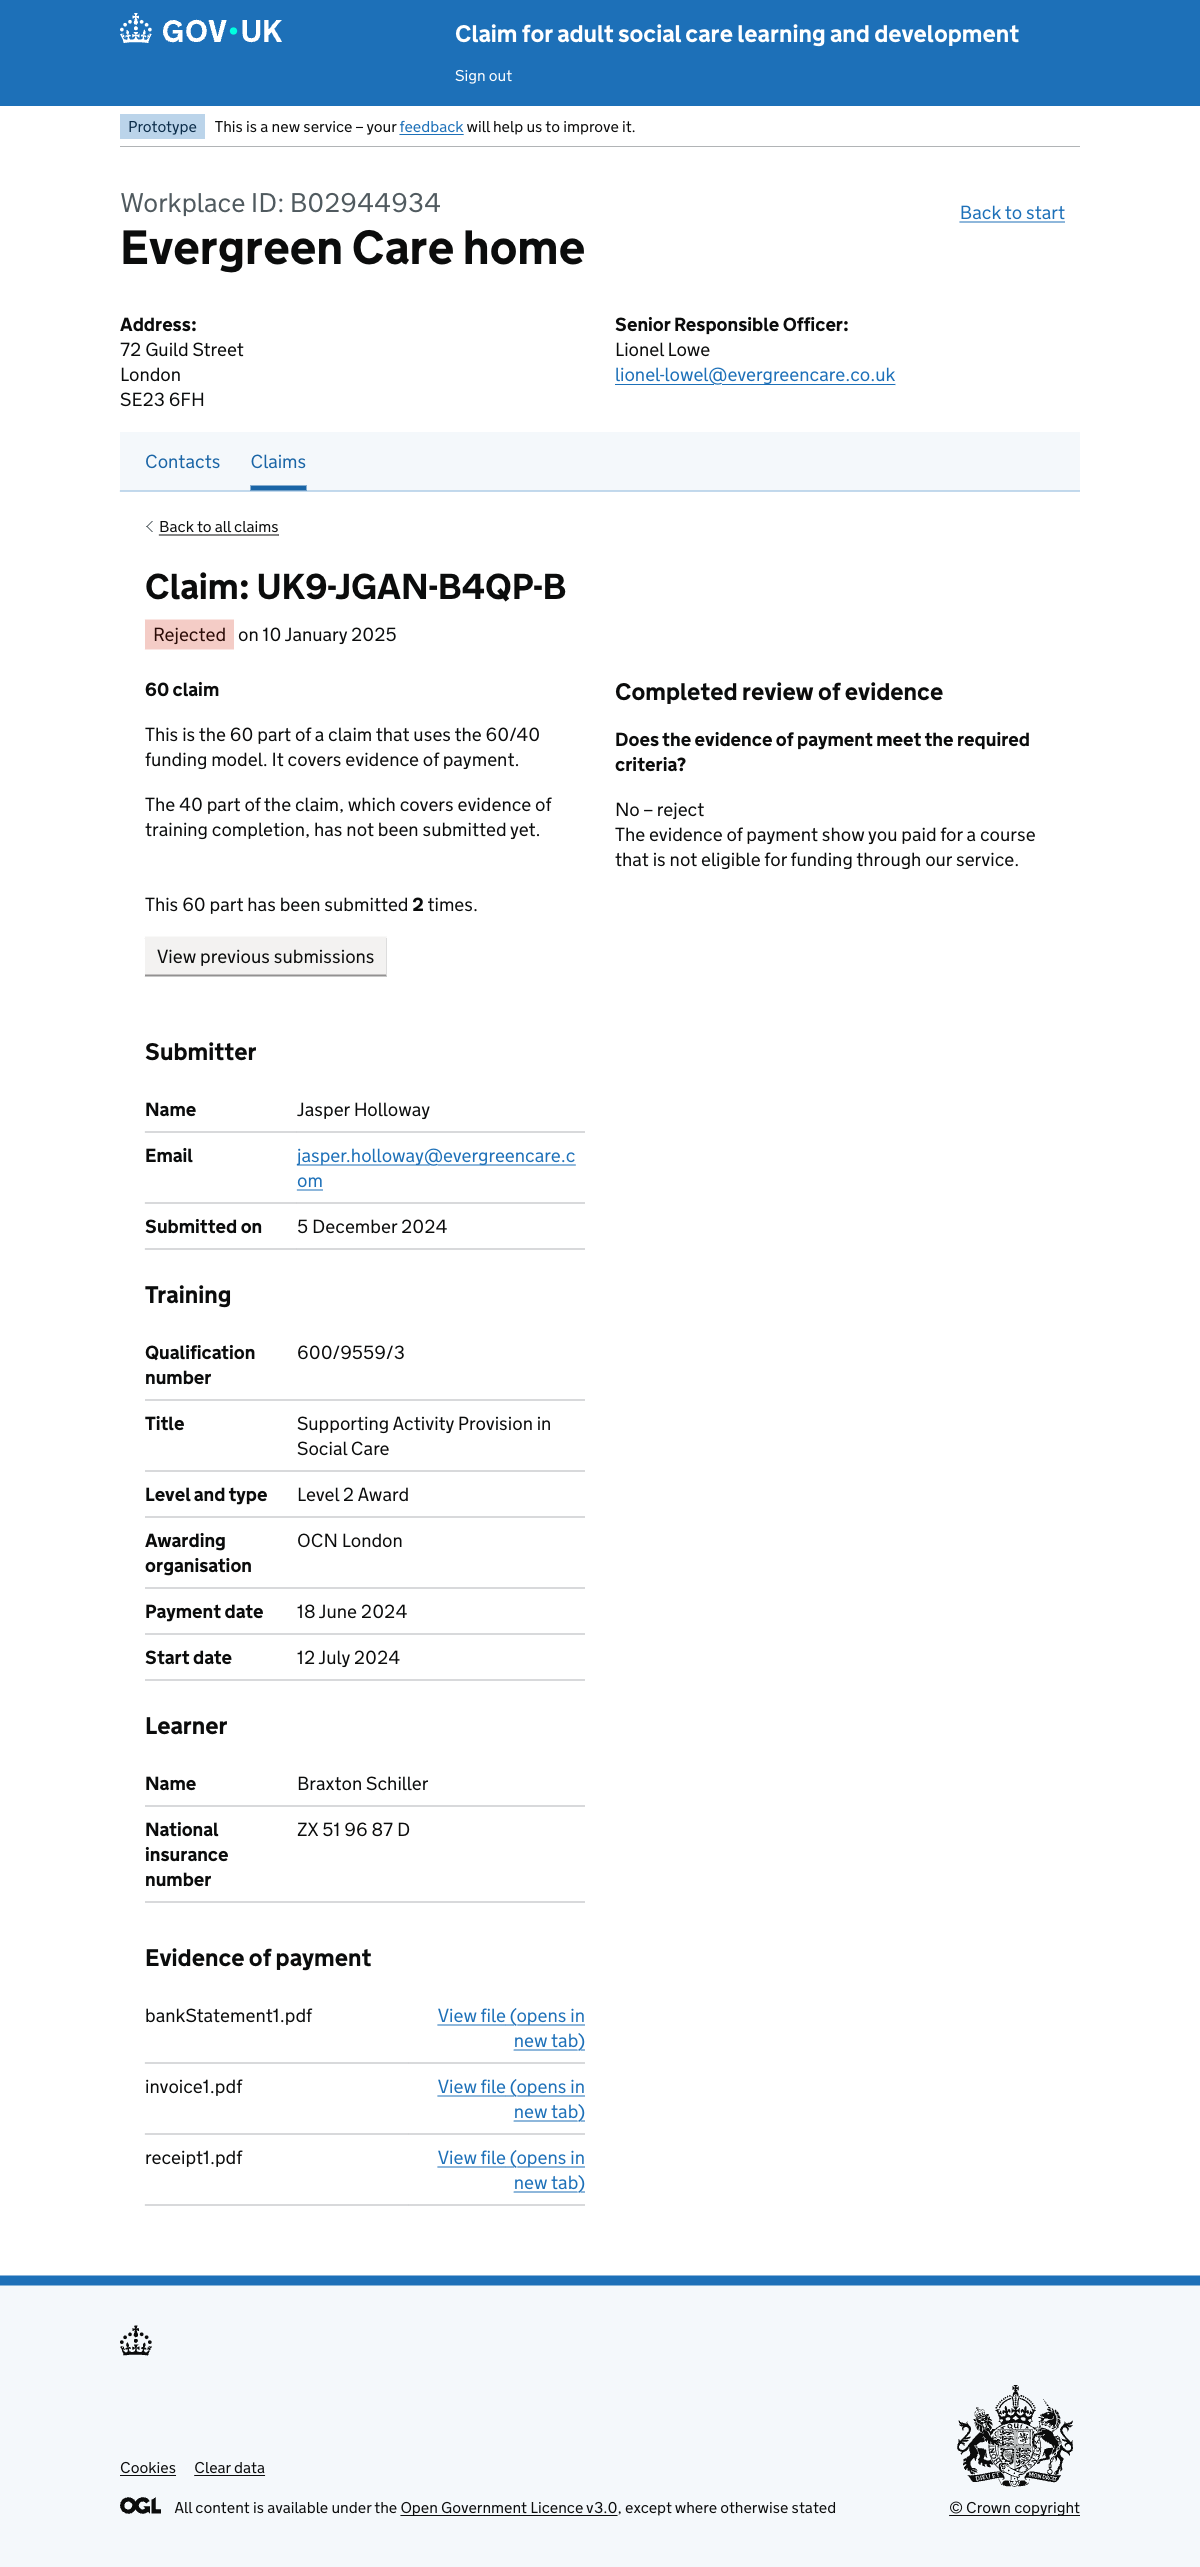 GOV·UK
Claim for adult social care learning and development
Sign out
Prototype
This is a new service – your feedback will help us to improve it.
Workplace ID: B02944934
Evergreen Care home
Back to start
Address:
72 Guild Street
London
SE23 6FH
Senior Responsible Officer:
Lionel Lowe
lionel-lowel@evergreencare.co.uk
Contacts
Claims
Back to all claims
Claim: UK9-JGAN-B4QP-B
Rejected on 10 January 2025
60 claim
This is the 60 part of a claim that uses the 60/40
funding model. It covers evidence of payment.
The 40 part of the claim, which covers evidence of
training completion, has not been submitted yet.
This 60 part has been submitted 2 times.
View previous submissions
Completed review of evidence
Does the evidence of payment meet the required
criteria?
No – reject
The evidence of payment show you paid for a course
that is not eligible for funding through our service.
Submitter
Name Jasper Holloway
Email jasper.holloway@evergreencare.c
om
Submitted on 5 December 2024
Training
Qualification 600/9559/3
number
Title Supporting Activity Provision in
Social Care
Level and type Level 2 Award
Awarding OCN London
organisation
Payment date 18 June 2024
Start date 12 July 2024
Learner
Name Braxton Schiller
National ZX 51 96 87 D
insurance
number
Evidence of payment
bankStatement1.pdf View file (opens in
new tab)
invoice1.pdf View file (opens in
new tab)
receipt1.pdf View file (opens in
new tab)
Cookies Clear data
OGL All content is available under the Open Government Licence v3.0, except where otherwise stated
© Crown copyright